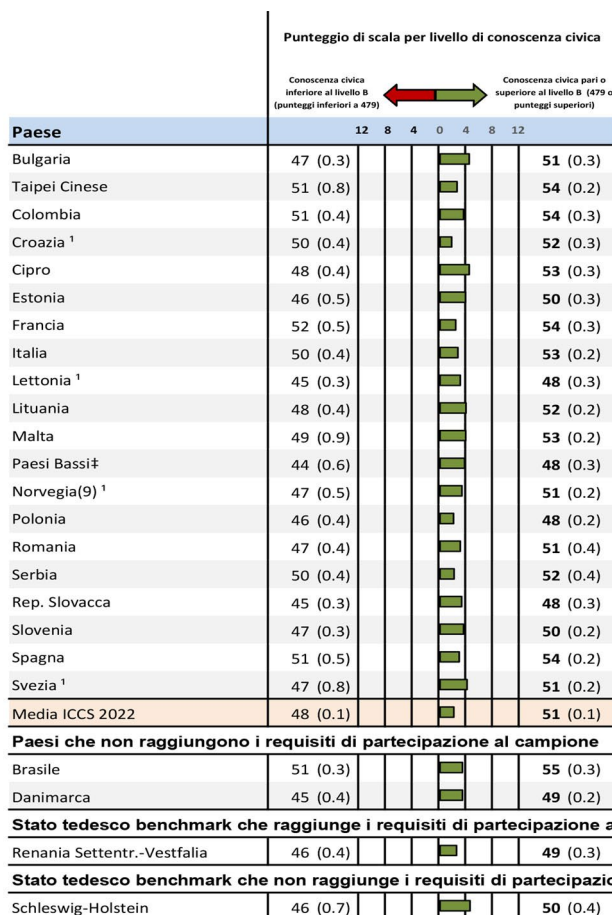 Punteggio di scala per livello di conoscenza civica
Conoscenza civica inferiore al livello B (punteggi inferiori a 479)
Conoscenza civica pari o superiore al livello B (479 o punteggi superiori)
Paese 12 8 4 0 4 8 12
Bulgaria 47 (0.3) 51 (0.3)
Taipei Cinese 51 (0.8) 54 (0.2)
Colombia 51 (0.4) 54 (0.3)
Croazia ¹ 50 (0.4) 52 (0.3)
Cipro 48 (0.4) 53 (0.3)
Estonia 46 (0.5) 50 (0.3)
Francia 52 (0.5) 54 (0.3)
Italia 50 (0.4) 53 (0.2)
Lettonia ¹ 45 (0.3) 48 (0.3)
Lituania 48 (0.4) 52 (0.2)
Malta 49 (0.9) 53 (0.2)
Paesi Bassi‡ 44 (0.6) 48 (0.3)
Norvegia(9) ¹ 47 (0.5) 51 (0.2)
Polonia 46 (0.4) 48 (0.2)
Romania 47 (0.4) 51 (0.4)
Serbia 50 (0.4) 52 (0.4)
Rep. Slovacca 45 (0.3) 48 (0.3)
Slovenia 47 (0.3) 50 (0.2)
Spagna 51 (0.5) 54 (0.2)
Svezia ¹ 47 (0.8) 51 (0.2)
Media ICCS 2022 48 (0.1) 51 (0.1)
Paesi che non raggiungono i requisiti di partecipazione al campione
Brasile 51 (0.3) 55 (0.3)
Danimarca 45 (0.4) 49 (0.2)
Stato tedesco benchmark che raggiunge i requisiti di partecipazione a
Renania Settentr.-Vestfalia 46 (0.4) 49 (0.3)
Stato tedesco benchmark che non raggiunge i requisiti di partecipazio
Schleswig-Holstein 46 (0.7) 50 (0.4)